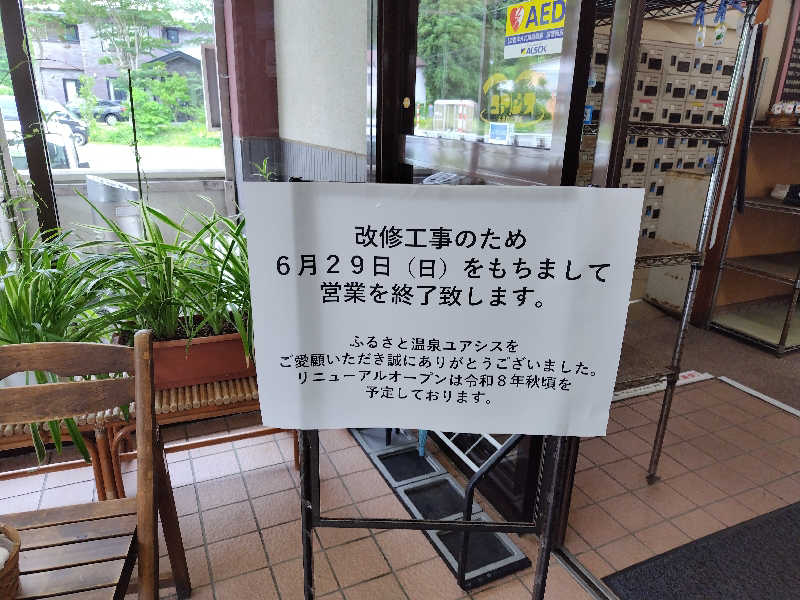 AED
ALSOK
改修工事のため
6月29日（日）をもちまして
営業を終了致します。
ふるさと温泉ユアシスを
ご愛顧いただき誠にありがとうございました。
リニューアルオープンは令和8年秋頃を
予定しております。